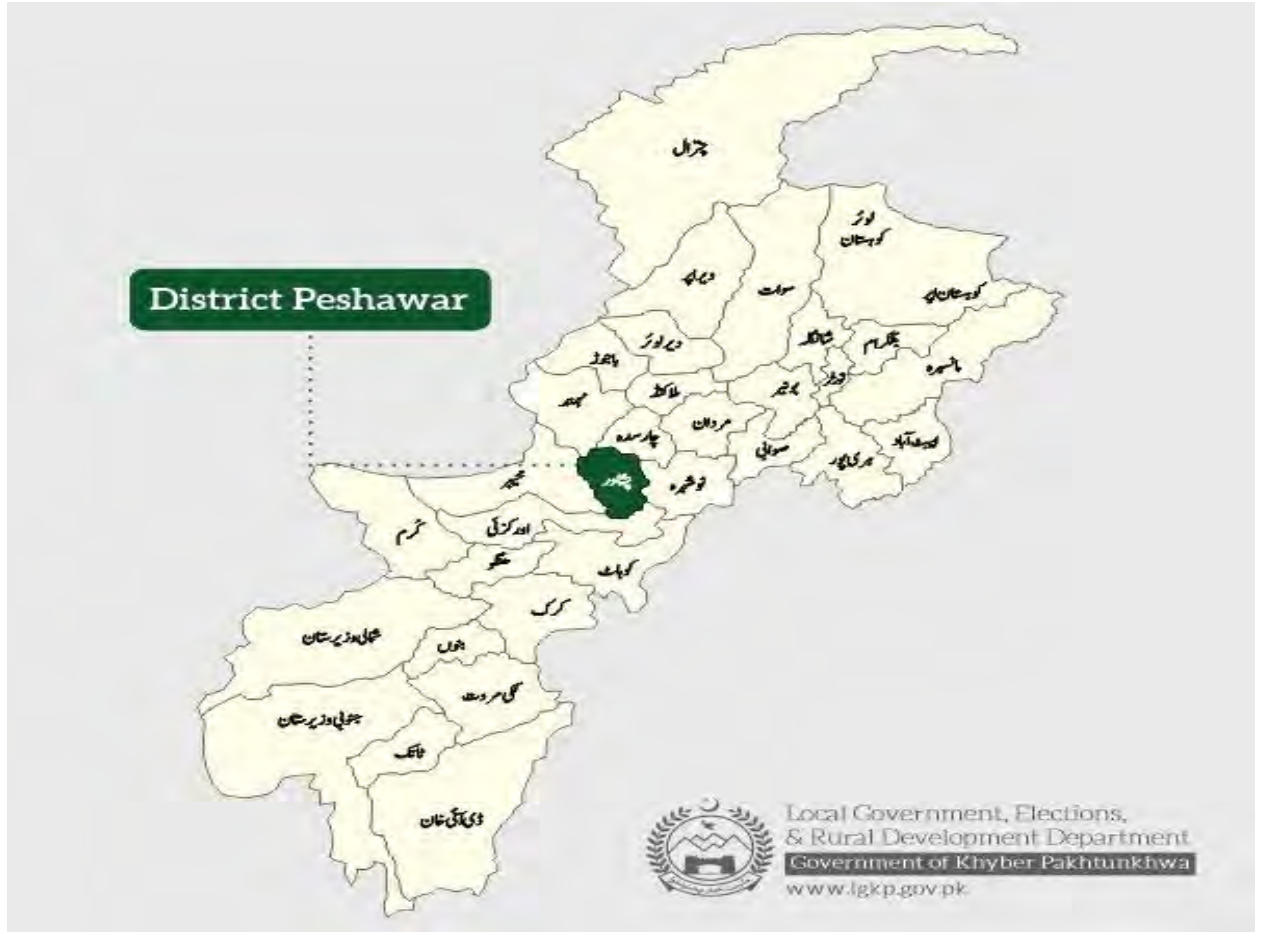 چترال
لوئر
کوہستان
دیر اپر
سوات
کوہستان اپر
District Peshawar
دیر لوئر
شانگلہ
بٹگرام
باجوڑ
مانسہرہ
تورغر
ملاکنڈ
بونیر
مہمند
مردان
چارسدہ
صوابی
ایبٹ آباد
ہری پور
خیبر
پشاور
نوشہرہ
کرم
اورکزئی
ہنگو
کوہاٹ
کرک
شمالی وزیرستان
بنوں
لکی مروت
جنوبی وزیرستان
ٹانک
ڈی آئی خان
Local Government, Elections,
& Rural Development Department
Government of Khyber Pakhtunkhwa
www.lgkp.gov.pk